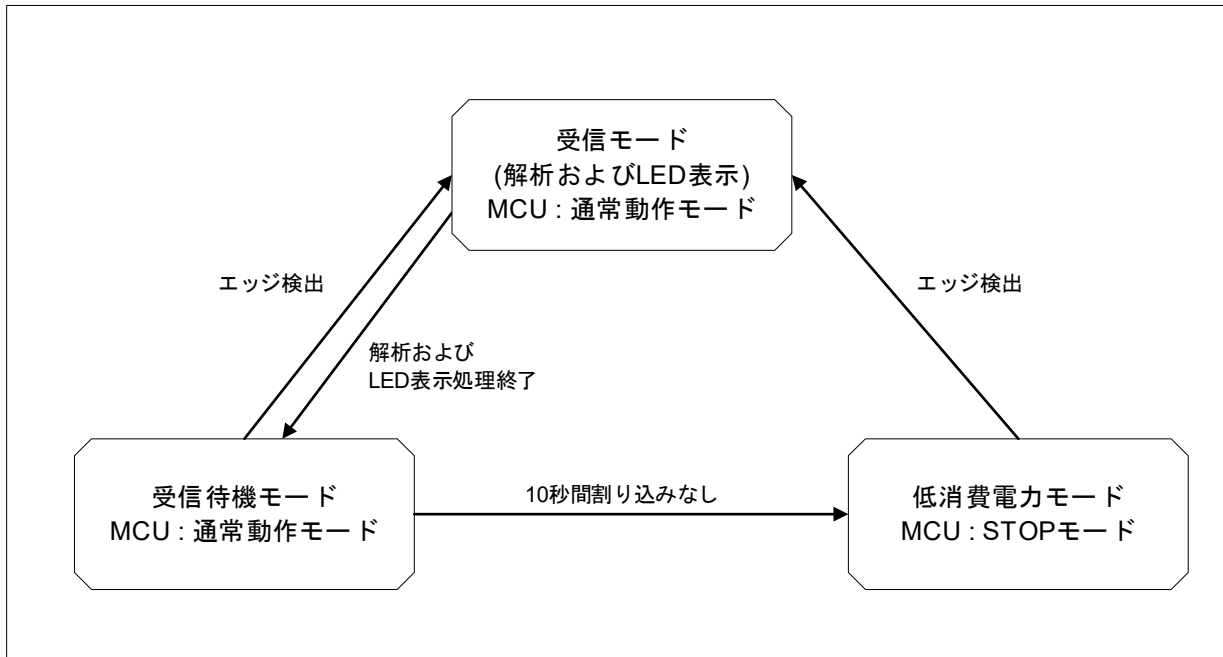 受信モード
(解析およびLED表示)
MCU : 通常動作モード
エッジ検出
エッジ検出
解析および
LED表示処理終了
受信待機モード
MCU : 通常動作モード
10秒間割り込みなし
低消費電力モード
MCU : STOPモード